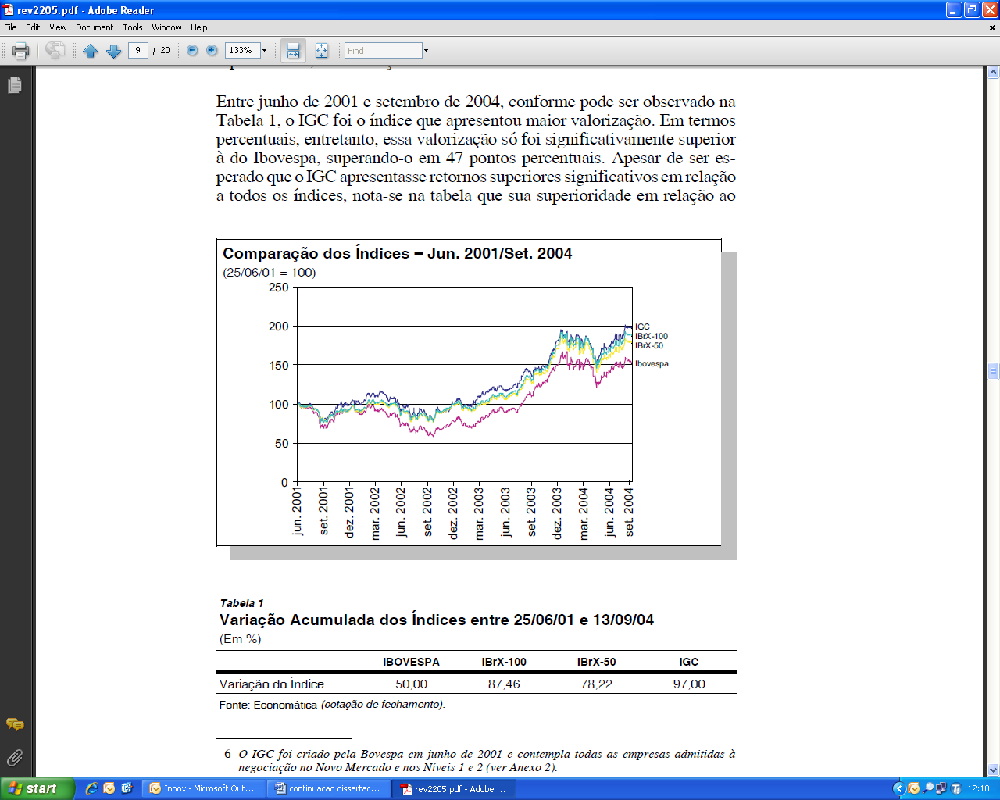 rev2205.pdf - Adobe Reader
File Edit View Document Tools Window Help
9 / 20 133% Find
Entre junho de 2001 e setembro de 2004, conforme pode ser observado na
Tabela 1, o IGC foi o índice que apresentou maior valorização. Em termos
percentuais, entretanto, essa valorização só foi significativamente superior
à do Ibovespa, superando-o em 47 pontos percentuais. Apesar de ser es-
perado que o IGC apresentasse retornos superiores significativos em relação
a todos os índices, nota-se na tabela que sua superioridade em relação ao
Comparação dos Índices – Jun. 2001/Set. 2004
(25/06/01 = 100)
250
200
150
100
50
0
IGC
IBrX-100
IBrX-50
Ibovespa
jun. 2001
set. 2001
dez. 2001
mar. 2002
jun. 2002
set. 2002
dez. 2002
mar. 2003
jun. 2003
set. 2003
dez. 2003
mar. 2004
jun. 2004
set. 2004
Tabela 1
Variação Acumulada dos Índices entre 25/06/01 e 13/09/04
(Em %)
IBOVESPA IBrX-100 IBrX-50 IGC
Variação do Índice 50,00 87,46 78,22 97,00
Fonte: Economática (cotação de fechamento).
6 O IGC foi criado pela Bovespa em junho de 2001 e contempla todas as empresas admitidas à
negociação no Novo Mercado e nos Níveis 1 e 2 (ver Anexo 2).
start Inbox - Microsoft Out... continuacao dissertac... rev2205.pdf - Adobe ... 12:18